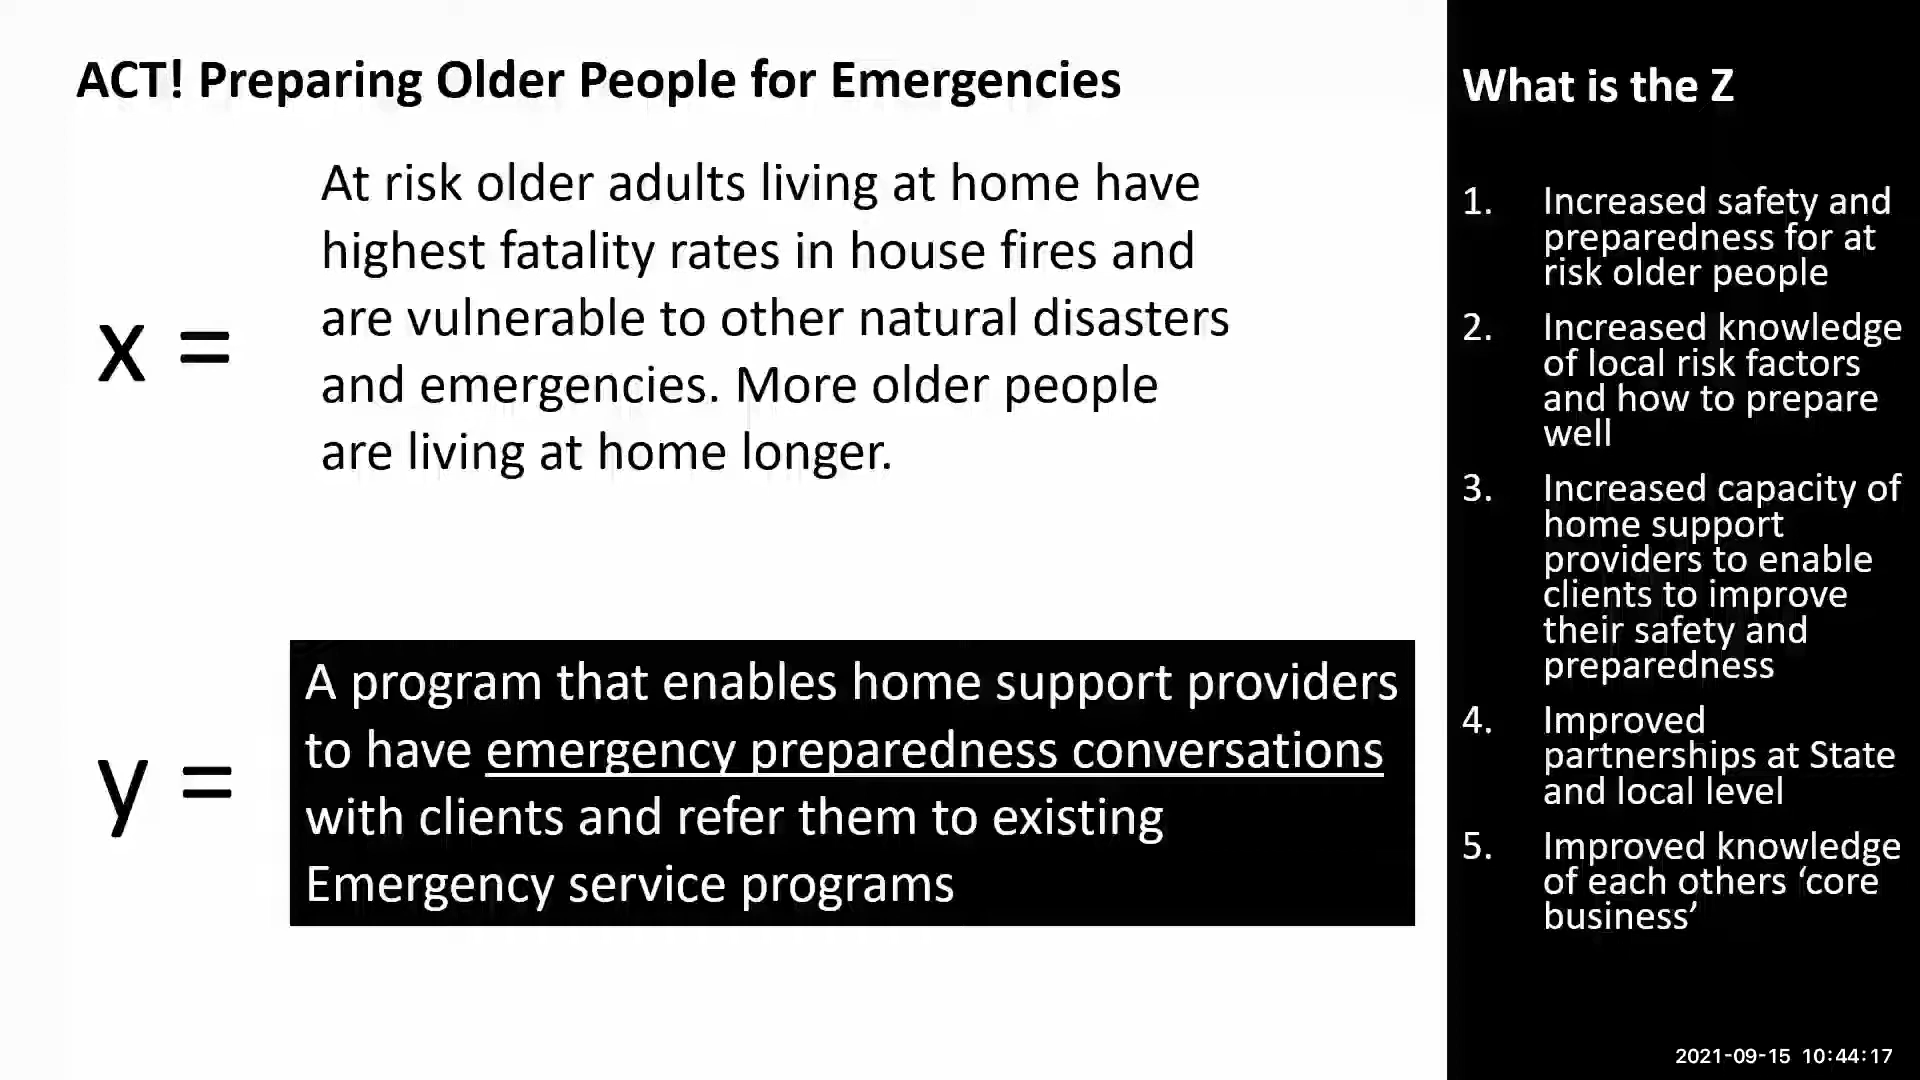 ACT! Preparing Older People for Emergencies
x =
At risk older adults living at home have
highest fatality rates in house fires and
are vulnerable to other natural disasters
and emergencies. More older people
are living at home longer.
y =
A program that enables home support providers
to have emergency preparedness conversations
with clients and refer them to existing
Emergency service programs
What is the Z
1. Increased safety and
preparedness for at
risk older people
2. Increased knowledge
of local risk factors
and how to prepare
well
3. Increased capacity of
home support
providers to enable
clients to improve
their safety and
preparedness
4. Improved
partnerships at State
and local level
5. Improved knowledge
of each others ‘core
business’
2021-09-15 10:44:17